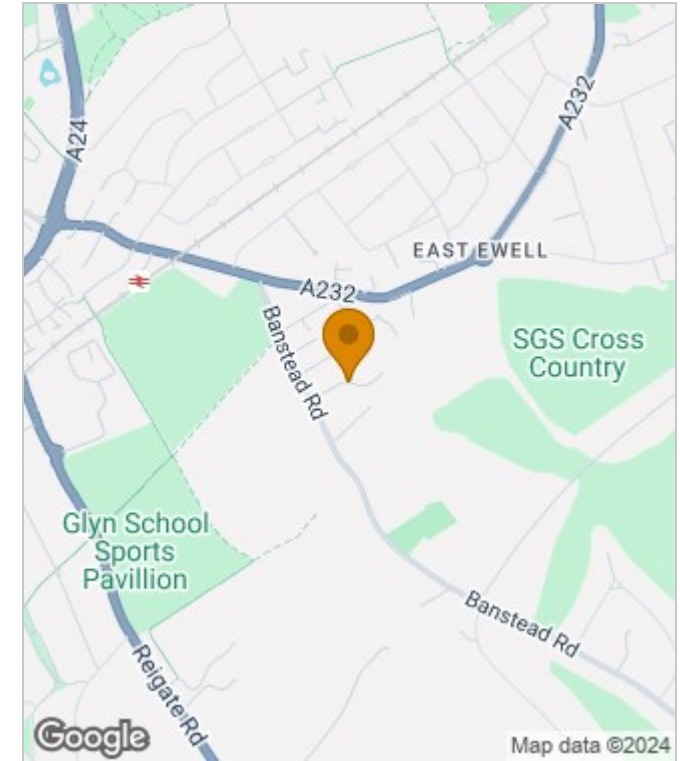 A24
A232
EAST EWELL
A232
SGS Cross
Country
Banstead Rd
Glyn School
Sports
Pavillion
Banstead Rd
Reigate Rd
Google
Map data ©2024